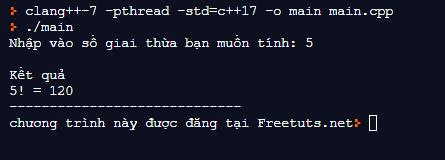 > clang++-7 -pthread -std=c++17 -o main main.cpp
> ./main
Nhập vào số giai thừa bạn muốn tính: 5
Kết quả
5! = 120
-----------------------------
chương trình này được đăng tại Freetuts.net>